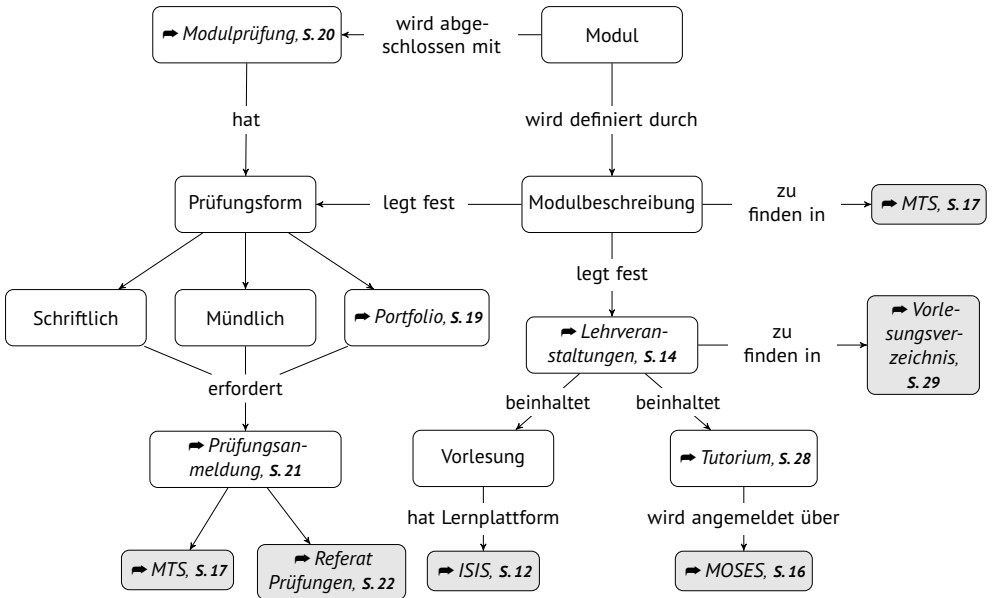 ➦ Modulprüfung, S. 20
wird abge-
schlossen mit
Modul
hat
wird definiert durch
Prüfungsform
legt fest
Modulbeschreibung
zu
finden in
➦ MTS, S. 17
legt fest
Schriftlich
Mündlich
➦ Portfolio, S. 19
➦ Lehrveran-
staltungen, S. 14
zu
finden in
➦ Vorle-
sungsver-
zeichnis,
S. 29
erfordert
beinhaltet
beinhaltet
➦ Prüfungsan-
meldung, S. 21
Vorlesung
➦ Tutorium, S. 28
hat Lernplattform
wird angemeldet über
➦ MTS, S. 17
➦ Referat
Prüfungen, S. 22
➦ ISIS, S. 12
➦ MOSES, S. 16